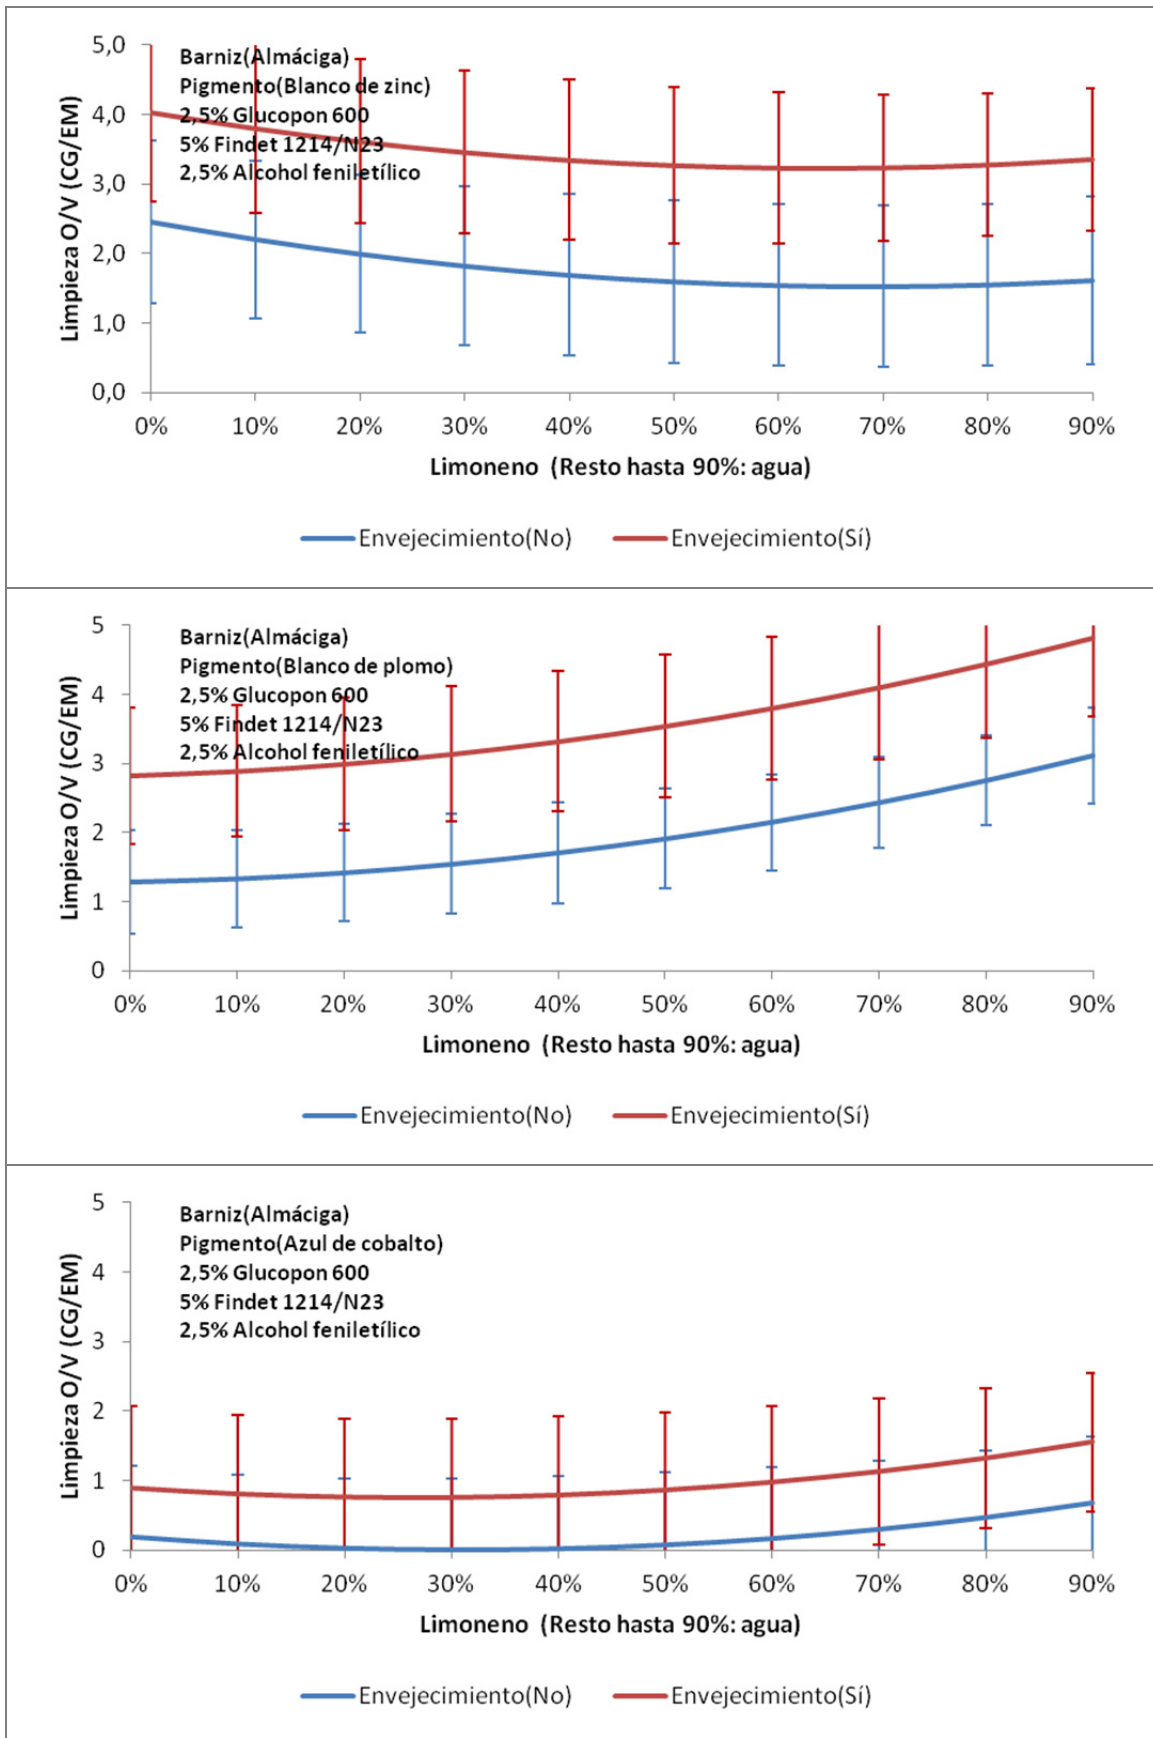 5,0
4,0
3,0
2,0
1,0
0,0
Limpieza O/V (CG/EM)
Barniz(Almáciga)
Pigmento(Blanco de zinc)
2,5% Glucopon 600
5% Findet 1214/N23
2,5% Alcohol feniletílico
0% 10% 20% 30% 40% 50% 60% 70% 80% 90%
Limoneno (Resto hasta 90%: agua)
Envejecimiento(No) Envejecimiento(Sí)
5
4
3
2
1
0
Limpieza O/V (CG/EM)
Barniz(Almáciga)
Pigmento(Blanco de plomo)
2,5% Glucopon 600
5% Findet 1214/N23
2,5% Alcohol feniletílico
0% 10% 20% 30% 40% 50% 60% 70% 80% 90%
Limoneno (Resto hasta 90%: agua)
Envejecimiento(No) Envejecimiento(Sí)
5
4
3
2
1
0
Limpieza O/V (CG/EM)
Barniz(Almáciga)
Pigmento(Azul de cobalto)
2,5% Glucopon 600
5% Findet 1214/N23
2,5% Alcohol feniletílico
0% 10% 20% 30% 40% 50% 60% 70% 80% 90%
Limoneno (Resto hasta 90%: agua)
Envejecimiento(No) Envejecimiento(Sí)